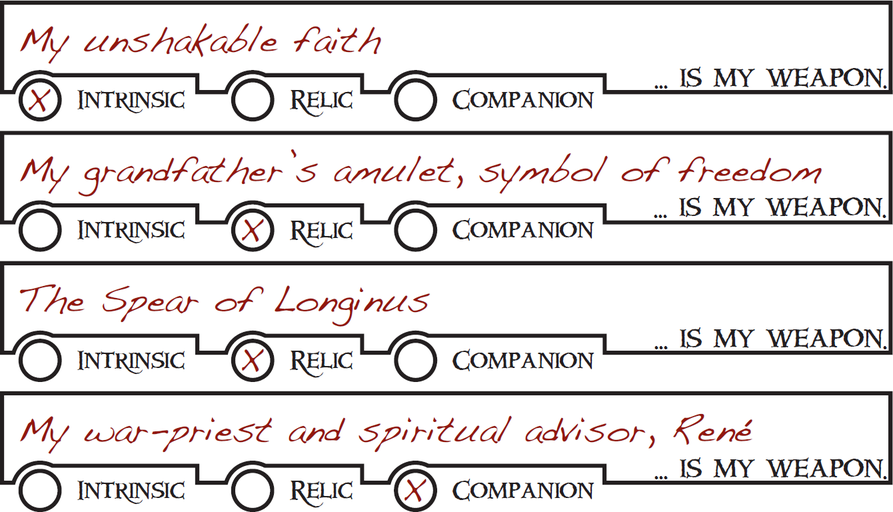 My unshakable faith
... IS MY WEAPON.
X INTRINSIC RELIC COMPANION
My grandfather's amulet, symbol of freedom
... IS MY WEAPON.
INTRINSIC X RELIC COMPANION
The Spear of Longinus
... IS MY WEAPON.
INTRINSIC X RELIC COMPANION
My war-priest and spiritual advisor, René
... IS MY WEAPON.
INTRINSIC RELIC X COMPANION